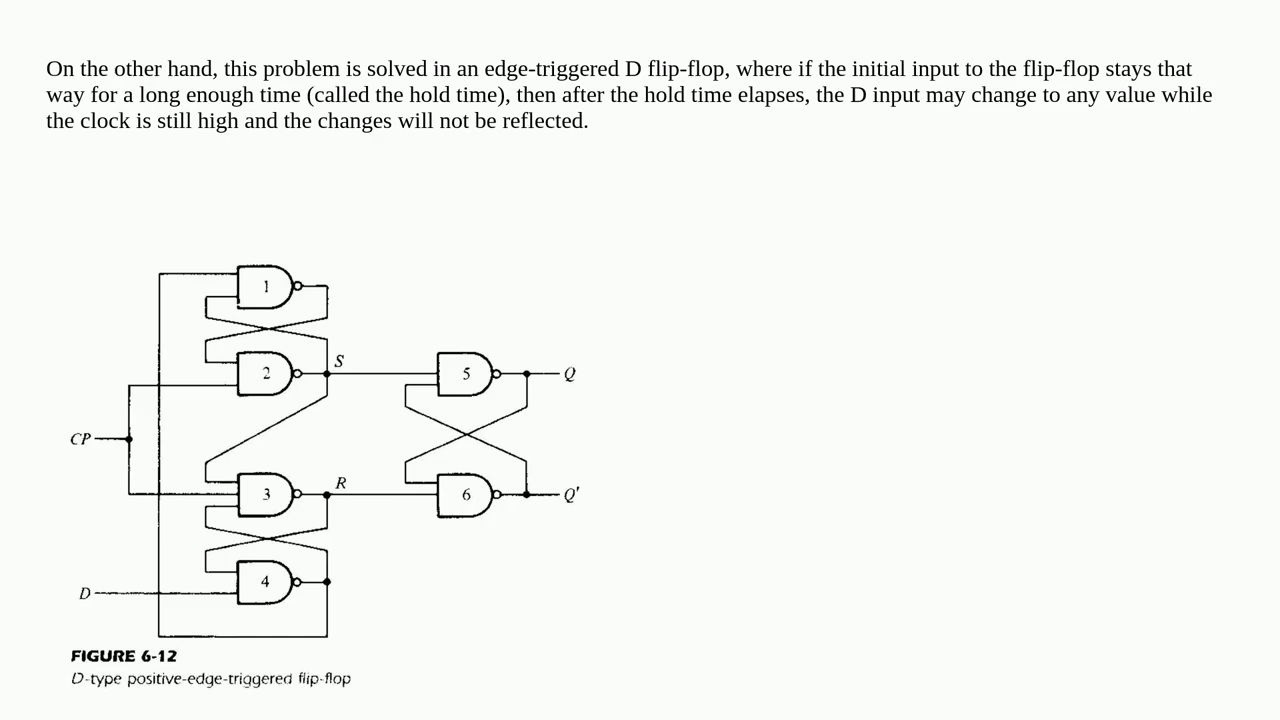 On the other hand, this problem is solved in an edge-triggered D flip-flop, where if the initial input to the flip-flop stays that
way for a long enough time (called the hold time), then after the hold time elapses, the D input may change to any value while
the clock is still high and the changes will not be reflected.
1
S
2
5
Q
CP
R
3
6
Q'
4
D
FIGURE 6-12
D-type positive-edge-triggered flip-flop